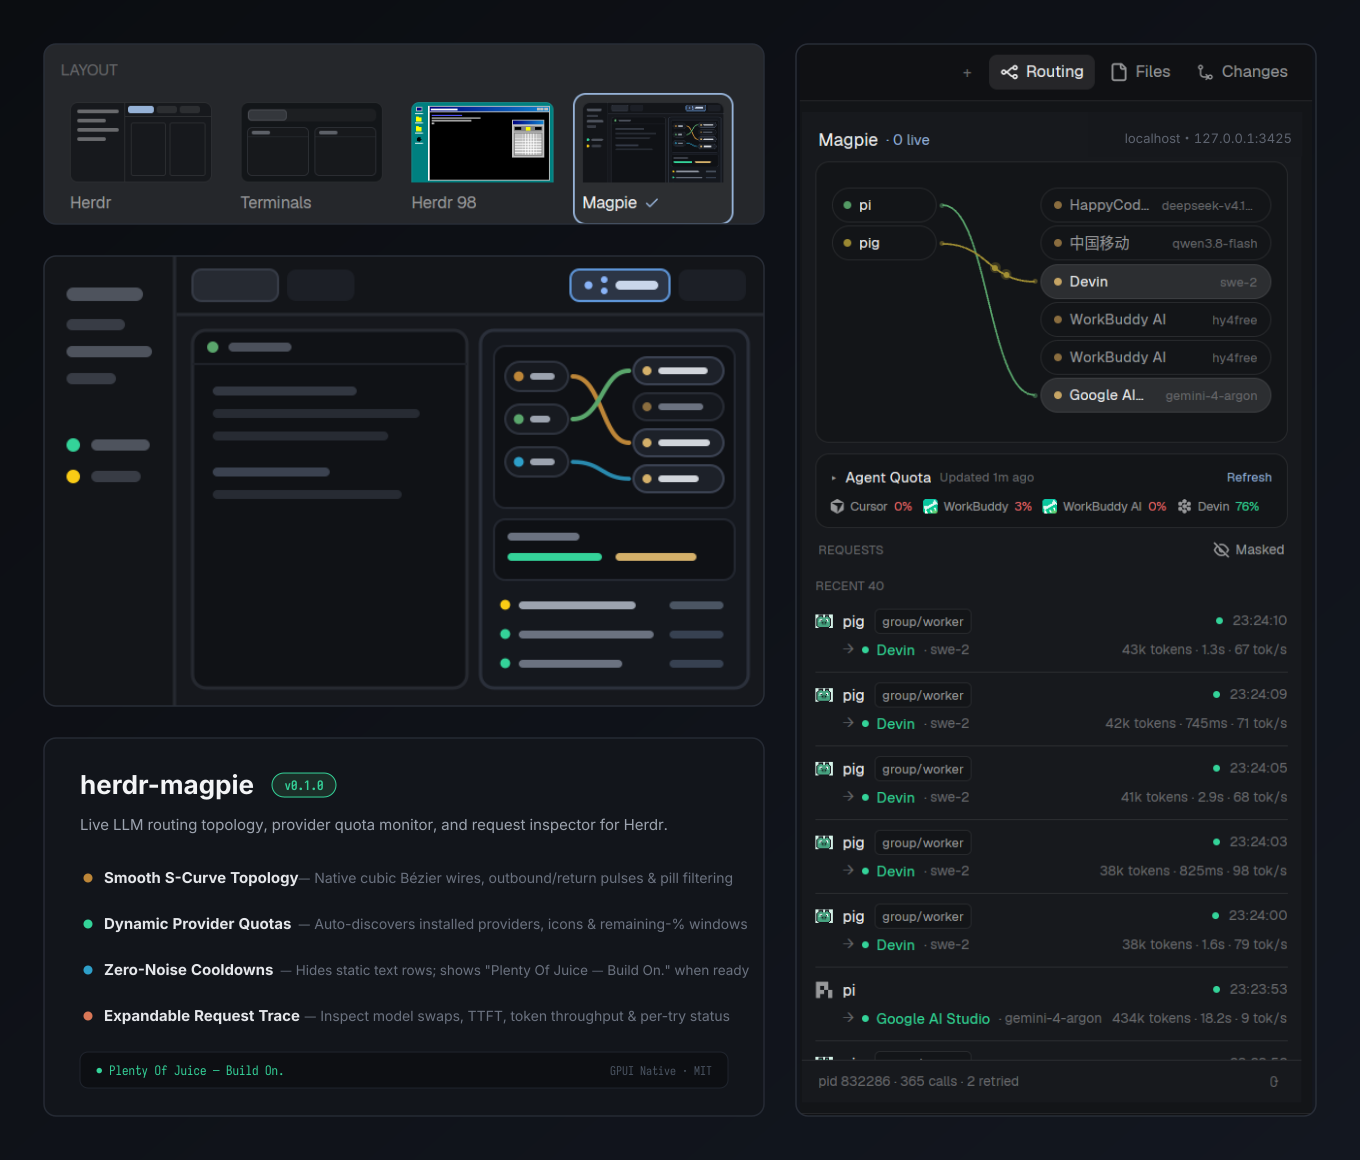 LAYOUT
Herdr
Terminals
Herdr 98
Magpie ✓
herdr-magpie v0.1.0
Live LLM routing topology, provider quota monitor, and request inspector for Herdr.
Smooth S-Curve Topology — Native cubic Bézier wires, outbound/return pulses & pill filtering
Dynamic Provider Quotas — Auto-discovers installed providers, icons & remaining-% windows
Zero-Noise Cooldowns — Hides static text rows; shows "Plenty Of Juice — Build On." when ready
Expandable Request Trace — Inspect model swaps, TTFT, token throughput & per-try status
Plenty Of Juice — Build On. GPUI Native · MIT
+ Routing Files Changes
Magpie · 0 live localhost • 127.0.0.1:3425
pi
pig
HappyCod... deepseek-v4.1...
中国移动 qwen3.8-flash
Devin swe-2
WorkBuddy AI hy4free
WorkBuddy AI hy4free
Google AI... gemini-4-argon
Agent Quota Updated 1m ago Refresh
Cursor 0% WorkBuddy 3% WorkBuddy AI 0% Devin 76%
REQUESTS Masked
RECENT 40
pig group/worker 23:24:10
→ Devin · swe-2 43k tokens · 1.3s · 67 tok/s
pig group/worker 23:24:09
→ Devin · swe-2 42k tokens · 745ms · 71 tok/s
pig group/worker 23:24:05
→ Devin · swe-2 41k tokens · 2.9s · 68 tok/s
pig group/worker 23:24:03
→ Devin · swe-2 38k tokens · 825ms · 98 tok/s
pig group/worker 23:24:00
→ Devin · swe-2 38k tokens · 1.6s · 79 tok/s
pi 23:23:53
→ Google AI Studio · gemini-4-argon 434k tokens · 18.2s · 9 tok/s
pid 832286 · 365 calls · 2 retried